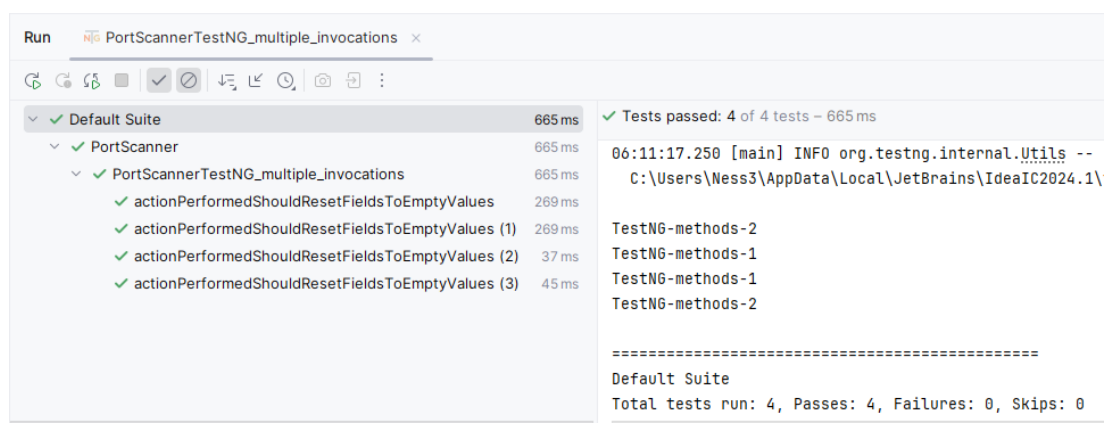 Run NG PortScannerTestNG_multiple_invocations ×
Default Suite 665 ms
PortScanner 665 ms
PortScannerTestNG_multiple_invocations 665 ms
actionPerformedShouldResetFieldsToEmptyValues 269 ms
actionPerformedShouldResetFieldsToEmptyValues (1) 269 ms
actionPerformedShouldResetFieldsToEmptyValues (2) 37 ms
actionPerformedShouldResetFieldsToEmptyValues (3) 45 ms
Tests passed: 4 of 4 tests – 665 ms
06:11:17.250 [main] INFO org.testng.internal.Utils --
C:\Users\Ness3\AppData\Local\JetBrains\IdeaIC2024.1\
TestNG-methods-2
TestNG-methods-1
TestNG-methods-1
TestNG-methods-2
===============================================
Default Suite
Total tests run: 4, Passes: 4, Failures: 0, Skips: 0